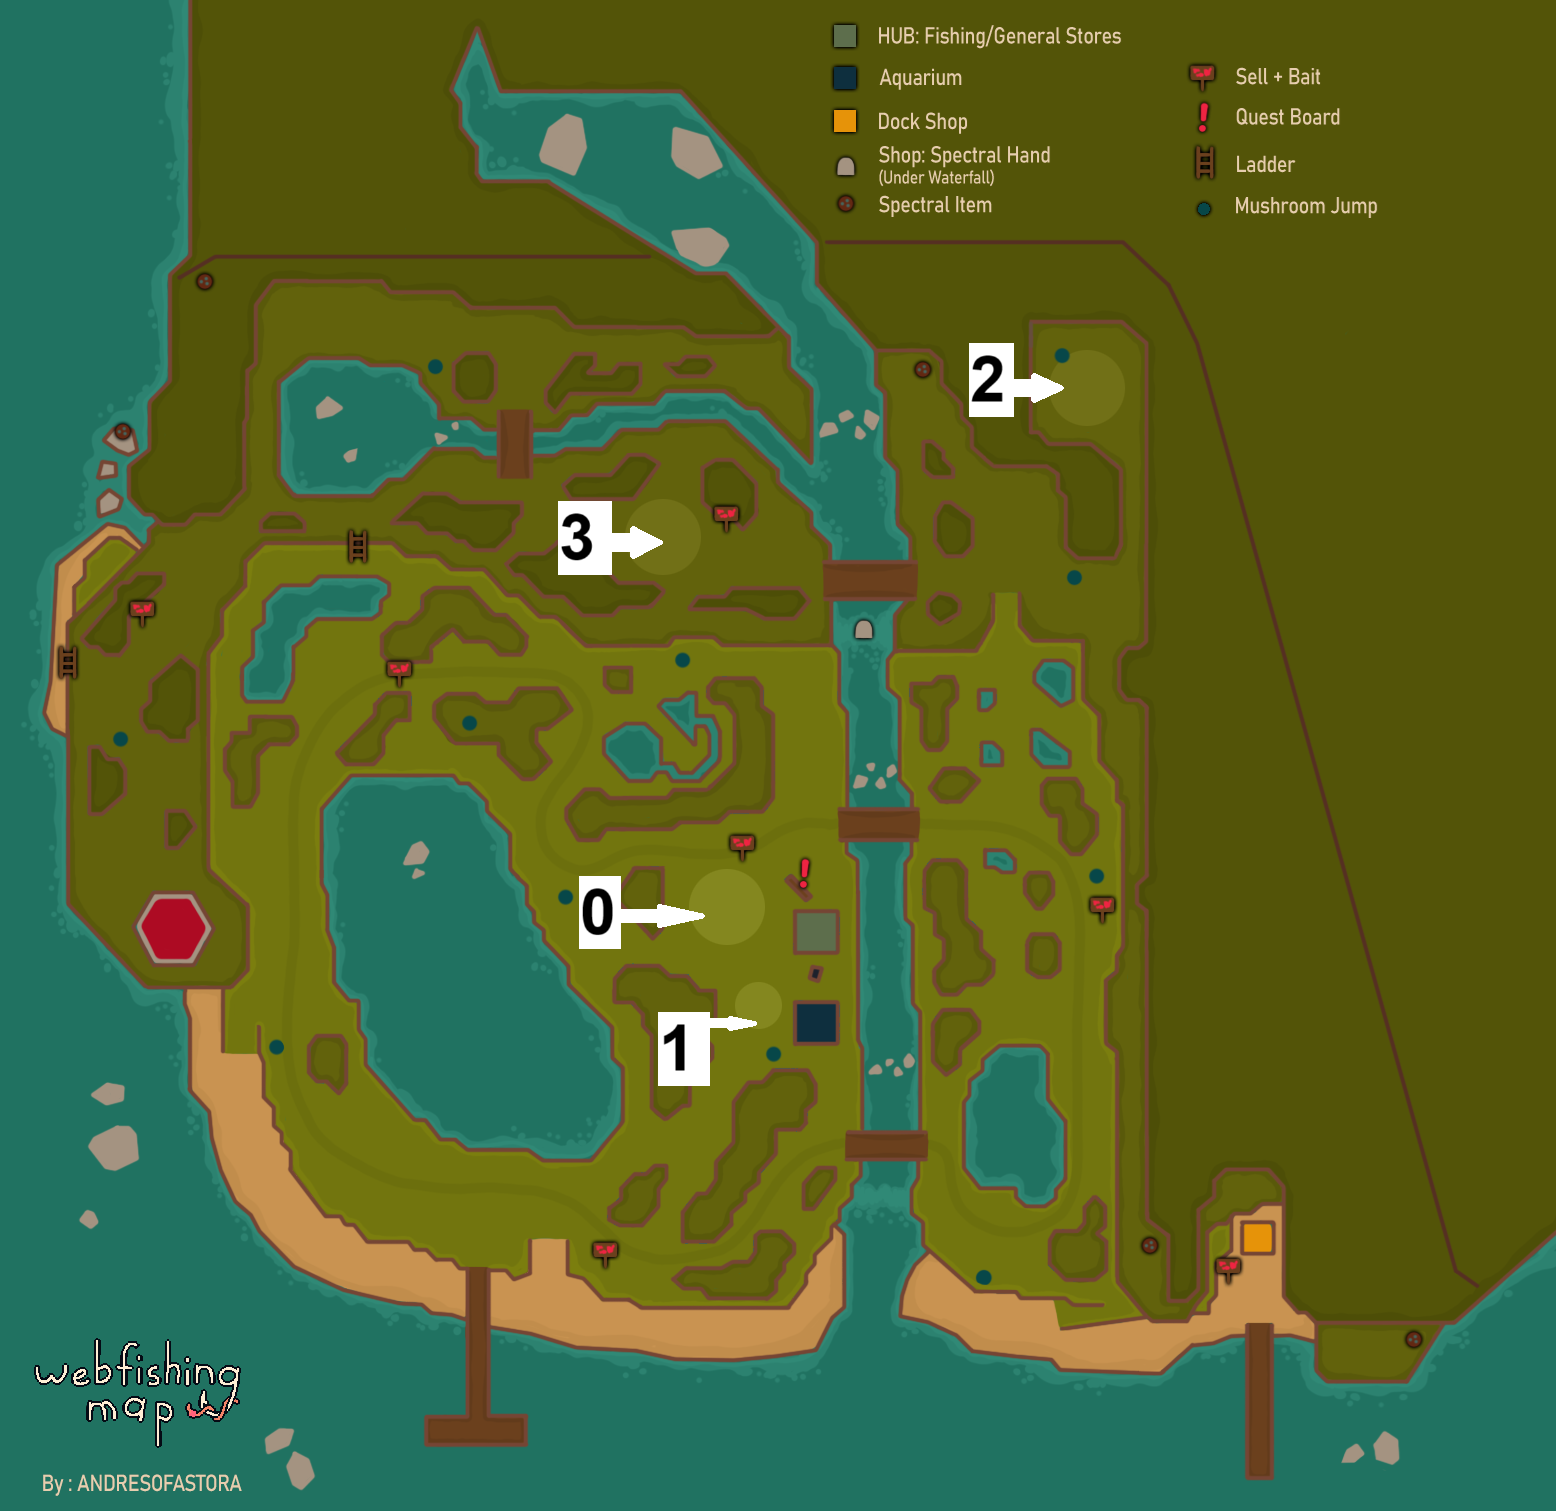 HUB: Fishing/General Stores
Aquarium
Dock Shop
Shop: Spectral Hand
(Under Waterfall)
Spectral Item
Sell + Bait
Quest Board
Ladder
Mushroom Jump
2
3
0
1
webfishing
map
By : ANDRESOFASTORA